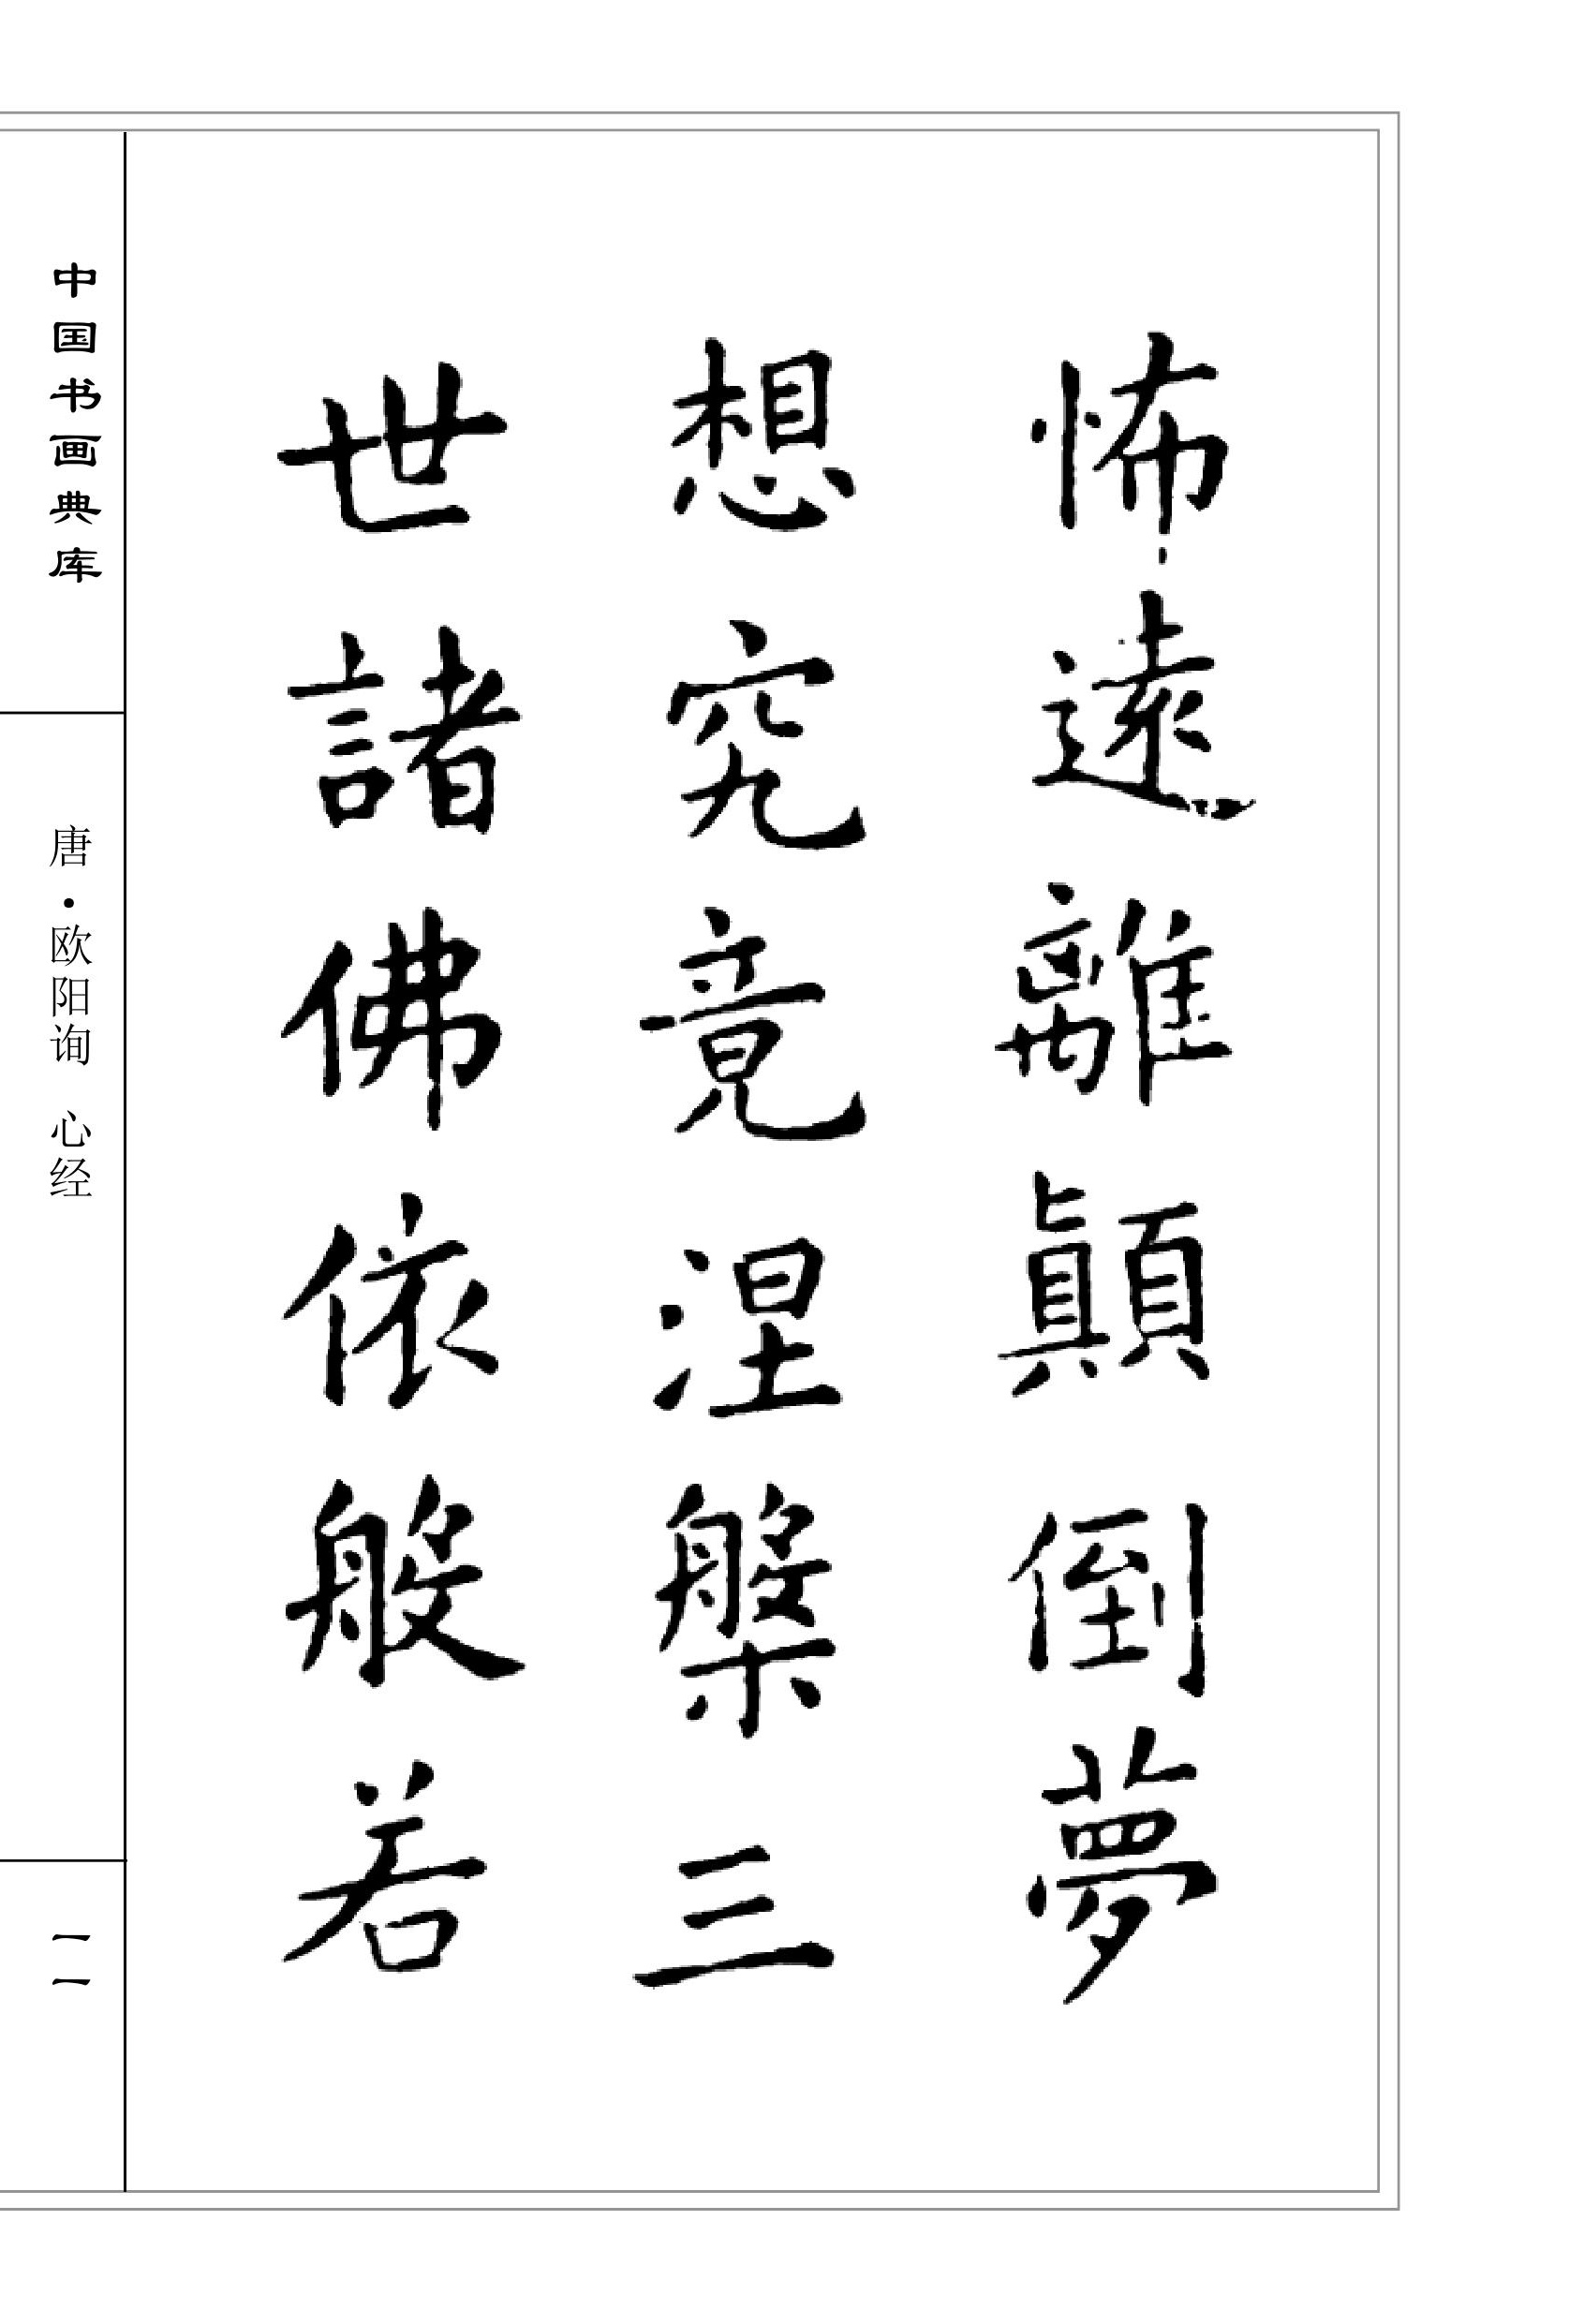 怖遠離顛倒夢
想究竟涅槃三
世諸佛依般若
中国书画典库
唐·欧阳询 心经
一一